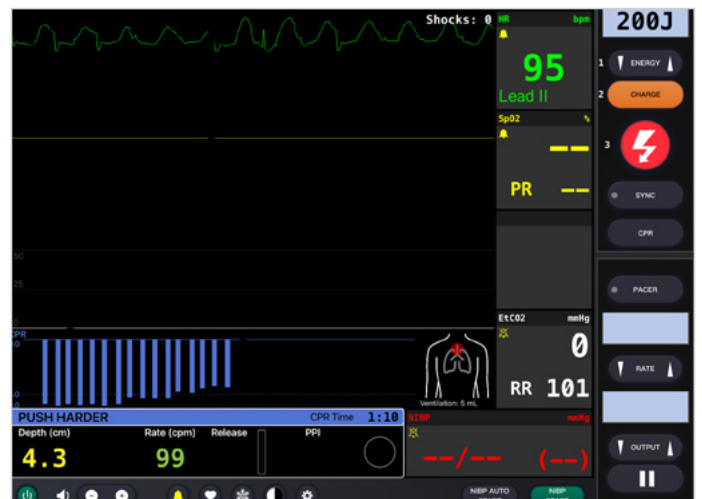 Shocks: 0
HR bpm
95
Lead II
SpO2 %
--
PR --
50
25
0
EtCO2 mmHg
0
RR 101
CPR
Ventilation: 5 mL
PUSH HARDER CPR Time 1:10
Depth (cm) Rate (cpm) Release PPI
4.3 99
NIBP mmHg
--/-- (--)
NIBP AUTO
NIBP
200J
1 ENERGY
2 CHARGE
3
SYNC
CPR
PACER
RATE
OUTPUT